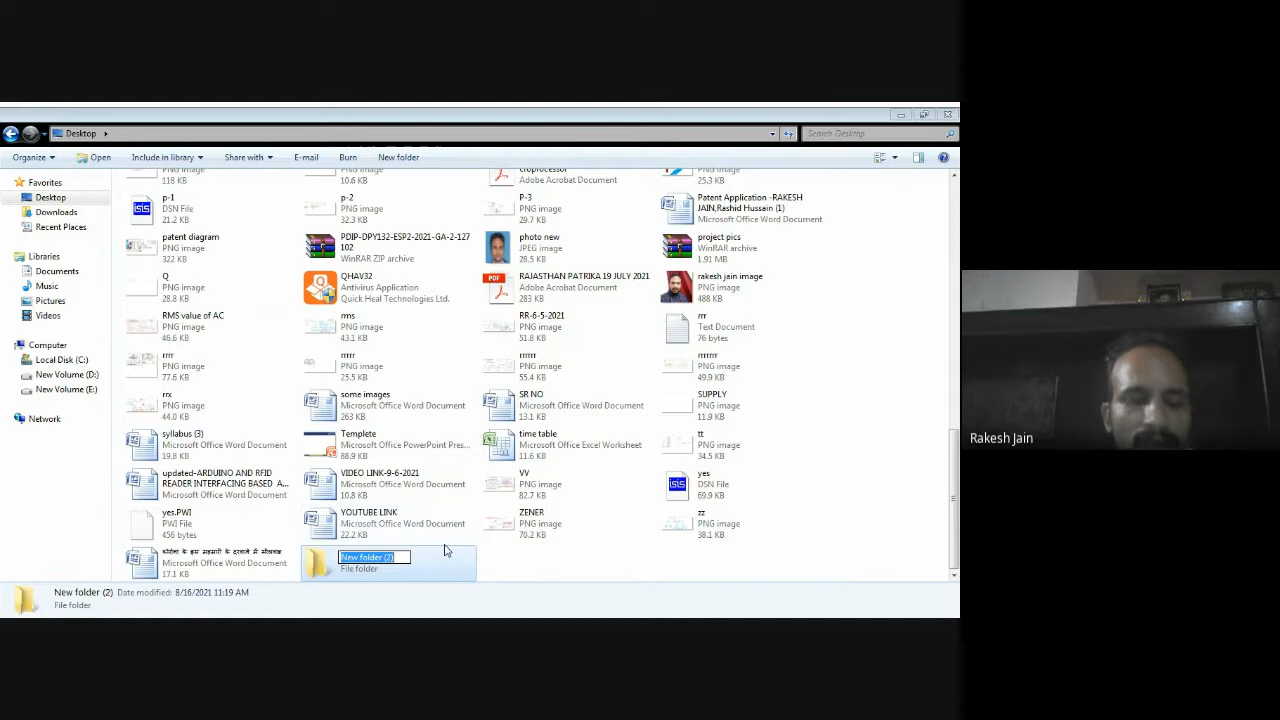 Desktop
Search Desktop
Organize
Open
Include in library
Share with
E-mail
Burn
New folder
Favorites
Desktop
Downloads
Recent Places
Libraries
Documents
Music
Pictures
Videos
Computer
Local Disk (C:)
New Volume (D:)
New Volume (E:)
Network
PNG image
118 KB
PNG image
10.6 KB
Adobe Acrobat Document
PNG image
25.3 KB
p-1
DSN File
21.2 KB
p-2
PNG image
32.3 KB
P-3
PNG image
29.7 KB
Patent Application -RAKESH
JAIN,Rashid Hussain (1)
Microsoft Office Word Document
patent diagram
PNG image
322 KB
PDIP-DPY132-ESP2-2021-GA-2-127
102
WinRAR ZIP archive
photo new
JPEG image
28.5 KB
project pics
WinRAR archive
1.91 MB
Q
PNG image
28.8 KB
QHAV32
Antivirus Application
Quick Heal Technologies Ltd.
PDF
RAJASTHAN PATRIKA 19 JULY 2021
Adobe Acrobat Document
283 KB
rakesh jain image
PNG image
488 KB
RMS value of AC
PNG image
46.6 KB
rms
PNG image
43.1 KB
RR-6-5-2021
PNG image
51.8 KB
rrr
Text Document
76 bytes
rrrr
PNG image
77.6 KB
rrrrr
PNG image
25.5 KB
rrrrrr
PNG image
55.4 KB
rrrrrrr
PNG image
49.9 KB
rrx
PNG image
44.0 KB
some images
Microsoft Office Word Document
263 KB
SR NO
Microsoft Office Word Document
13.1 KB
SUPPLY
PNG image
11.9 KB
syllabus (3)
Microsoft Office Word Document
19.8 KB
Templete
Microsoft Office PowerPoint Pres...
88.9 KB
time table
Microsoft Office Excel Worksheet
11.6 KB
tt
PNG image
34.5 KB
updated-ARDUINO AND RFID
READER INTERFACING BASED A...
Microsoft Office Word Document
VIDEO LINK-9-6-2021
Microsoft Office Word Document
10.8 KB
VV
PNG image
82.7 KB
yes
DSN File
69.9 KB
yes.PWI
PWI File
456 bytes
YOUTUBE LINK
Microsoft Office Word Document
22.2 KB
ZENER
PNG image
70.2 KB
zz
PNG image
38.1 KB
Microsoft Office Word Document
17.1 KB
New folder (2)
File folder
New folder (2) Date modified: 8/16/2021 11:19 AM
File folder
Rakesh Jain